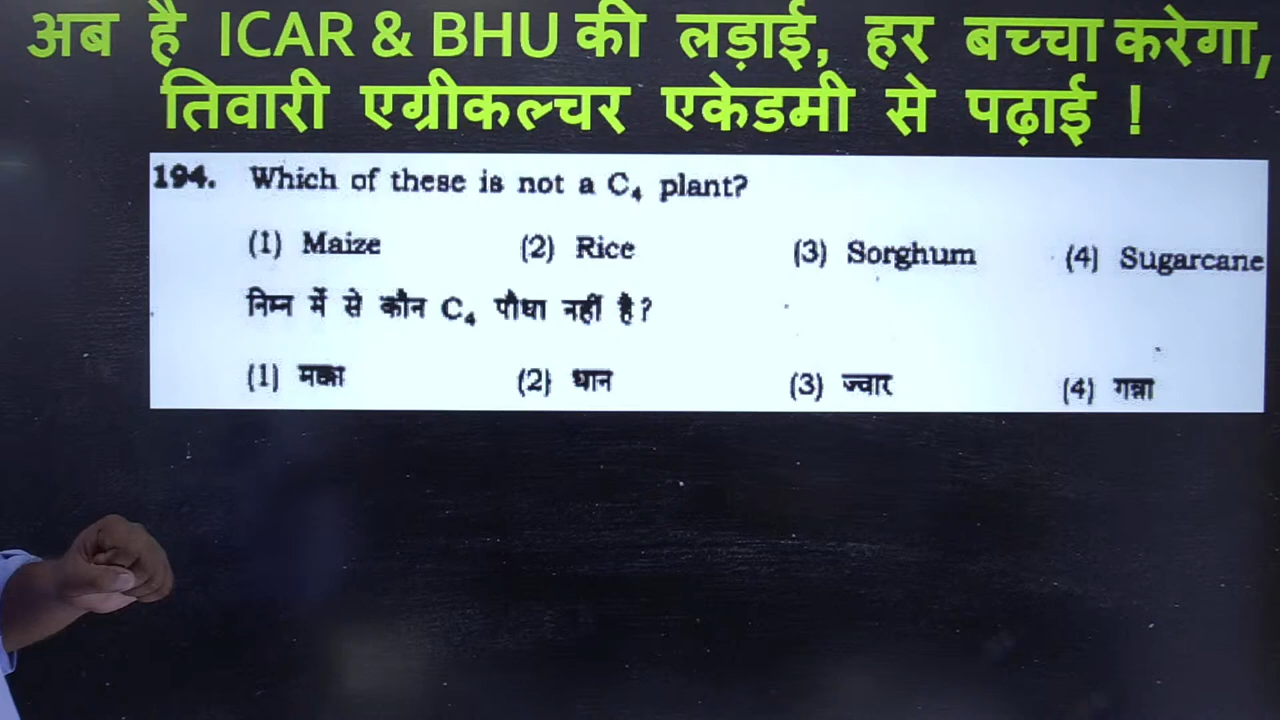 अब है ICAR & BHU की लड़ाई, हर बच्चा करेगा,
तिवारी एग्रीकल्चर एकेडमी से पढ़ाई !
194. Which of these is not a C₄ plant?
(1) Maize (2) Rice (3) Sorghum (4) Sugarcane
निम्न में से कौन C₄ पौधा नहीं है?
(1) मक्का (2) धान (3) ज्वार (4) गन्ना